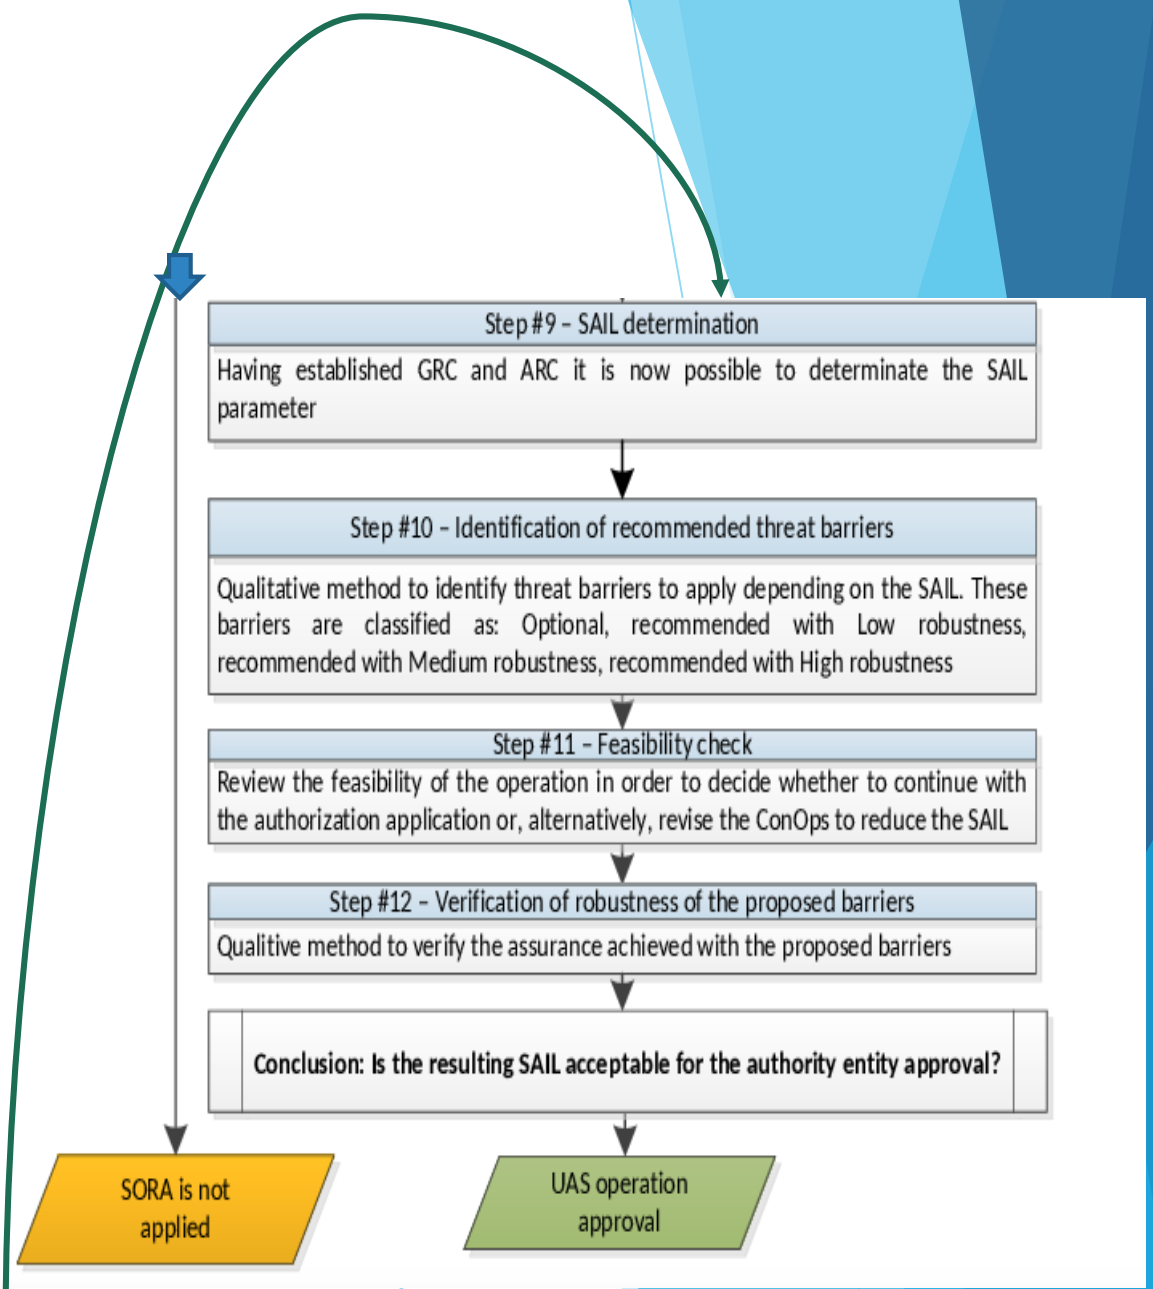 Step #9 – SAIL determination
Having established GRC and ARC it is now possible to determinate the SAIL
parameter
Step #10 – Identification of recommended threat barriers
Qualitative method to identify threat barriers to apply depending on the SAIL. These
barriers are classified as: Optional, recommended with Low robustness,
recommended with Medium robustness, recommended with High robustness
Step #11 – Feasibility check
Review the feasibility of the operation in order to decide whether to continue with
the authorization application or, alternatively, revise the ConOps to reduce the SAIL
Step #12 – Verification of robustness of the proposed barriers
Qualitive method to verify the assurance achieved with the proposed barriers
Conclusion: Is the resulting SAIL acceptable for the authority entity approval?
SORA is not
applied
UAS operation
approval